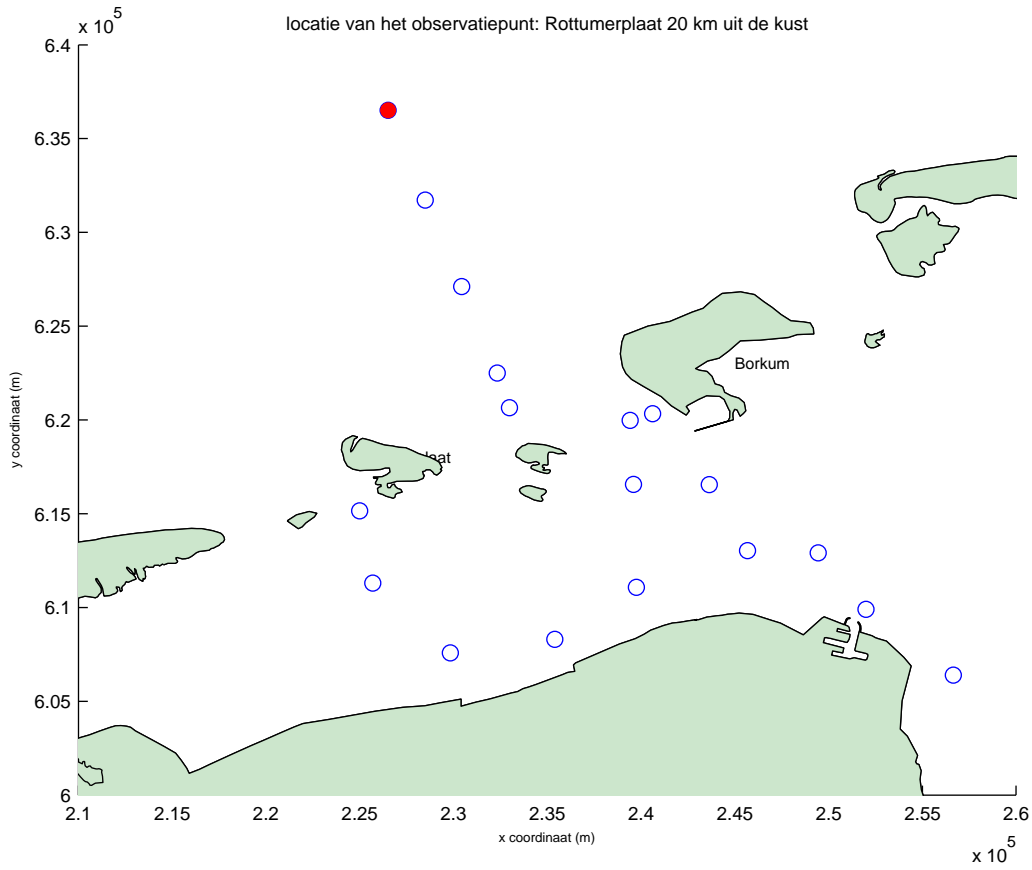 locatie van het observatiepunt: Rottumerplaat 20 km uit de kust
x 10^5
6.4
6.35
6.3
6.25
6.2
6.15
6.1
6.05
6
y coordinaat (m)
Borkum
laat
2.1 2.15 2.2 2.25 2.3 2.35 2.4 2.45 2.5 2.55 2.6
x coordinaat (m)
x 10^5